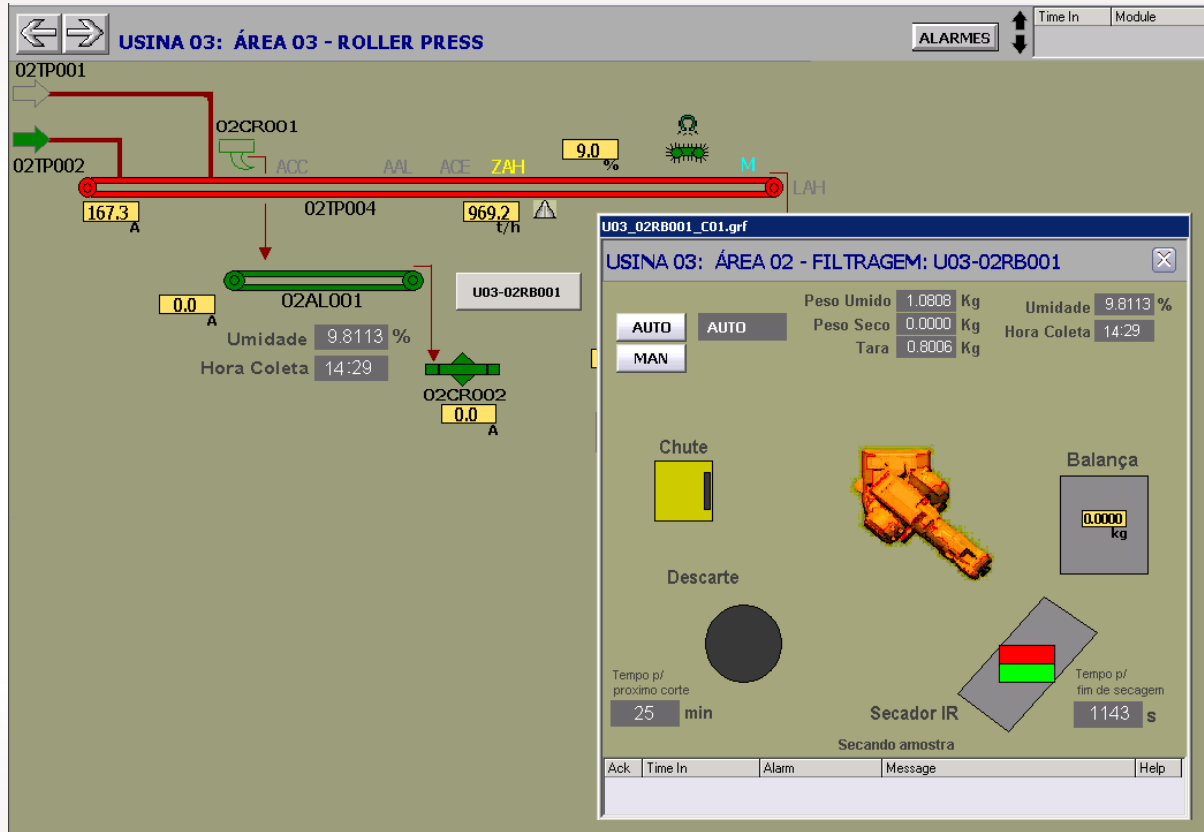 USINA 03: ÁREA 03 - ROLLER PRESS
ALARMES
Time In Module
02TP001
02TP002
02CR001
ACC AAL ACE ZAH
9.0 %
M
LAH
167.3 A
02TP004
969.2 t/h
0.0 A
02AL001
U03-02RB001
Umidade 9.8113 %
Hora Coleta 14:29
02CR002
0.0 A
U03_02RB001_C01.grf
USINA 03: ÁREA 02 - FILTRAGEM: U03-02RB001
AUTO AUTO
MAN
Peso Umido 1.0808 Kg
Peso Seco 0.0000 Kg
Tara 0.8006 Kg
Umidade 9.8113 %
Hora Coleta 14:29
Chute
Balança
0.0000 kg
Descarte
Tempo p/
proximo corte
25 min
Secador IR
Tempo p/
fim de secagem
1143 s
Secando amostra
Ack Time In Alarm Message Help